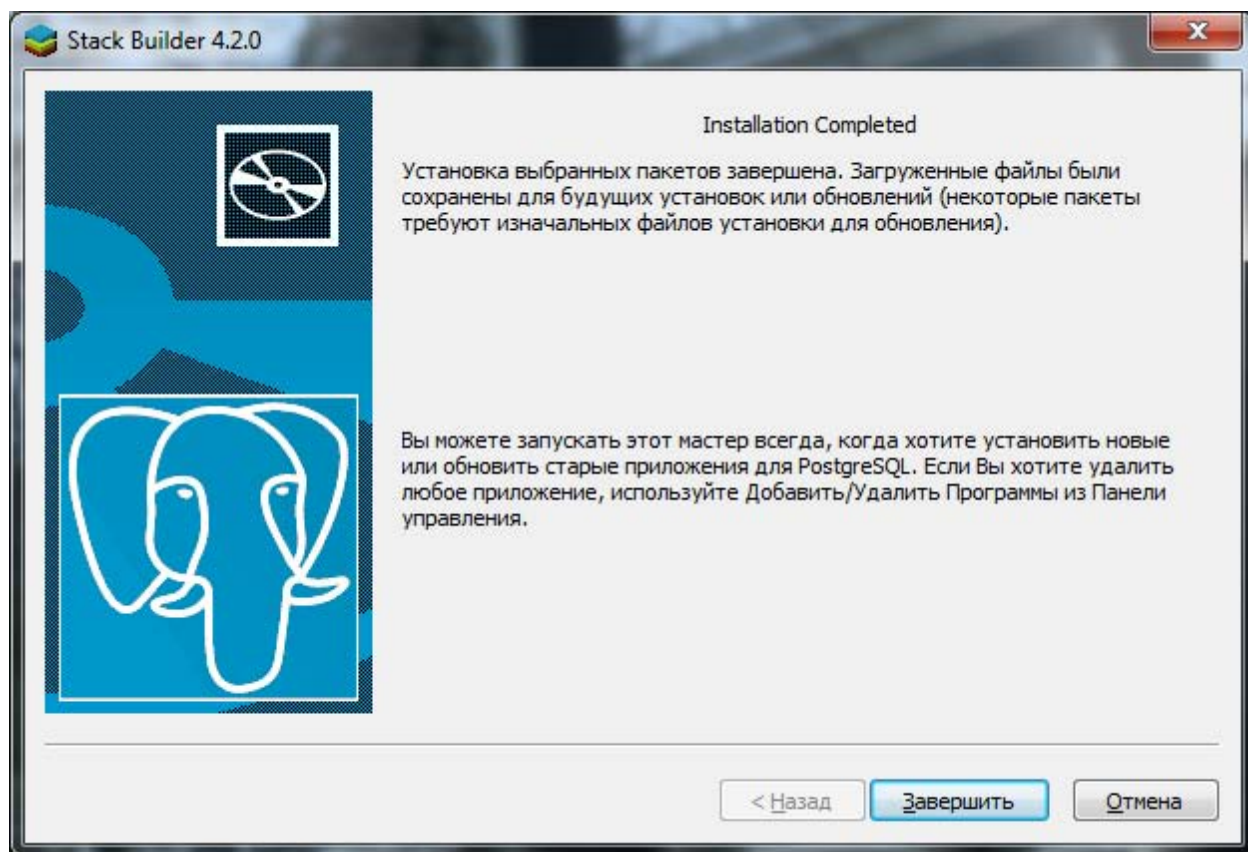 Stack Builder 4.2.0
Installation Completed
Установка выбранных пакетов завершена. Загруженные файлы были
сохранены для будущих установок или обновлений (некоторые пакеты
требуют изначальных файлов установки для обновления).
Вы можете запускать этот мастер всегда, когда хотите установить новые
или обновить старые приложения для PostgreSQL. Если Вы хотите удалить
любое приложение, используйте Добавить/Удалить Программы из Панели
управления.
< Назад Завершить Отмена